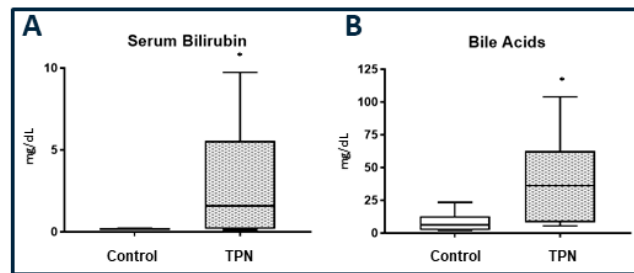 A
Serum Bilirubin
*
10
5
0
mg/dL
Control
TPN
B
Bile Acids
*
125
100
75
50
25
0
mg/dL
Control
TPN